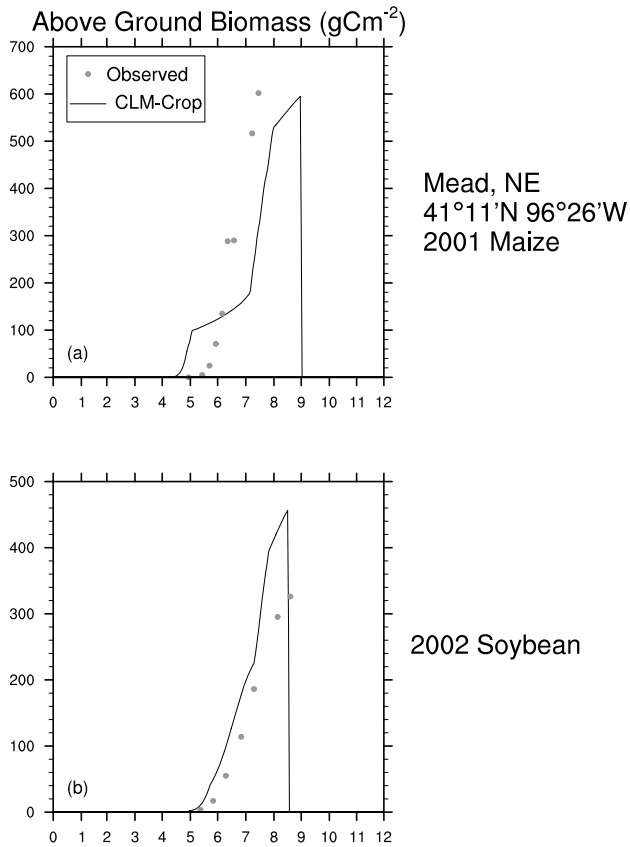 Above Ground Biomass (gCm-2)
700
600
500
400
300
200
100
0
Observed
CLM-Crop
(a)
0 1 2 3 4 5 6 7 8 9 10 11 12
Mead, NE
41°11'N 96°26'W
2001 Maize
500
400
300
200
100
0
(b)
0 1 2 3 4 5 6 7 8 9 10 11 12
2002 Soybean